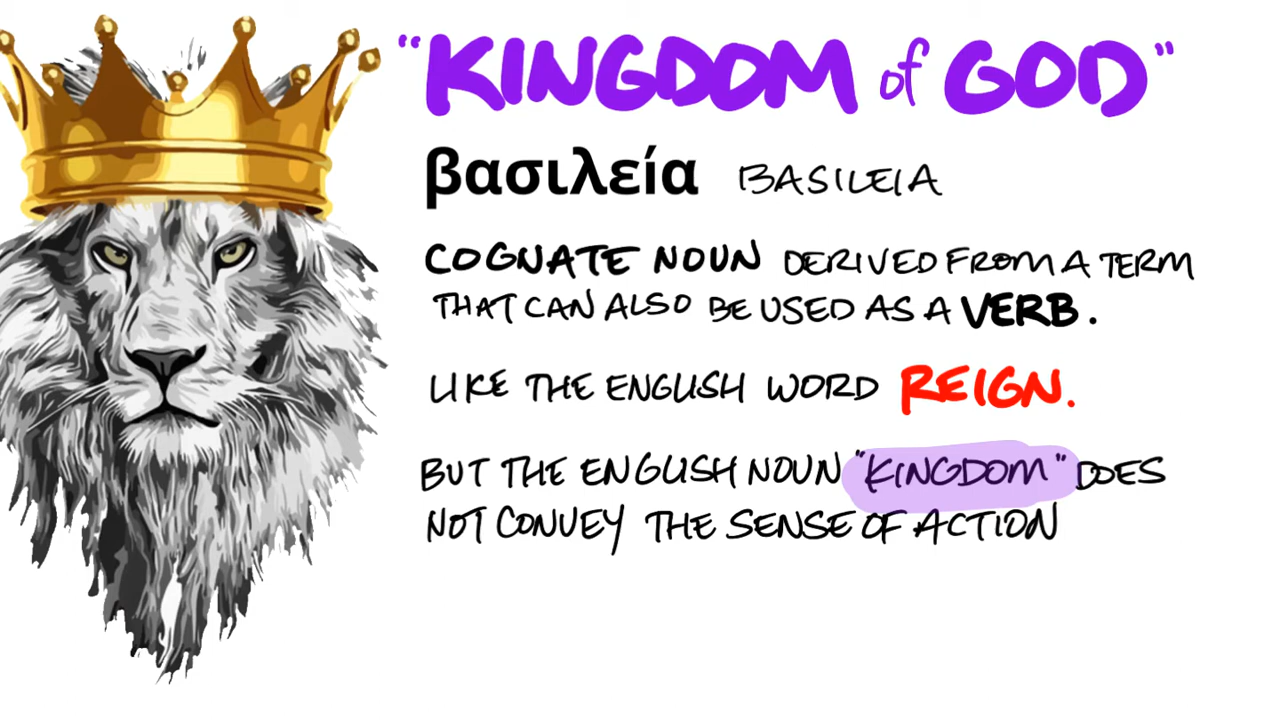 "KINGDOM of GOD"
βασιλεία BASILEIA
COGNATE NOUN DERIVED FROM A TERM
THAT CAN ALSO BE USED AS A VERB.
LIKE THE ENGLISH WORD REIGN.
BUT THE ENGLISH NOUN "KINGDOM" DOES
NOT CONVEY THE SENSE OF ACTION